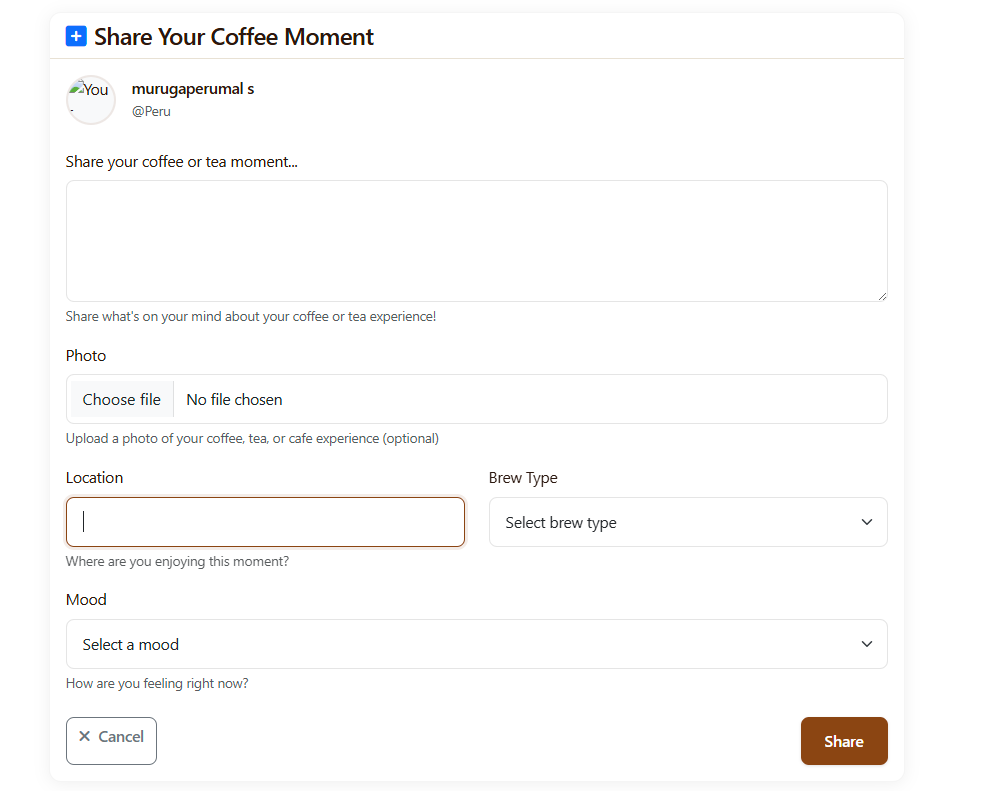 Share Your Coffee Moment
You
-
murugaperumal s
@Peru
Share your coffee or tea moment...
Share what's on your mind about your coffee or tea experience!
Photo
Choose file No file chosen
Upload a photo of your coffee, tea, or cafe experience (optional)
Location Brew Type
Select brew type
Where are you enjoying this moment?
Mood
Select a mood
How are you feeling right now?
× Cancel Share